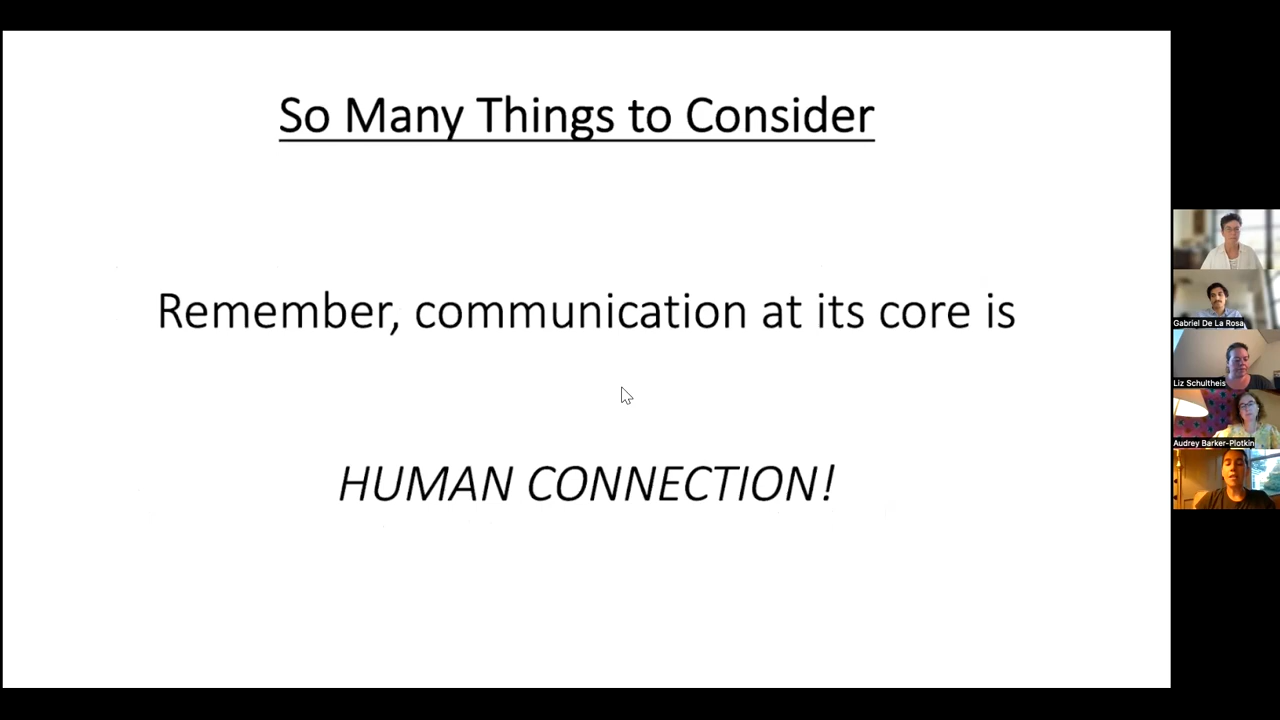 So Many Things to Consider
Remember, communication at its core is
HUMAN CONNECTION!
Gabriel De La Rosa
Liz Schultheis
Audrey Barker-Plotkin